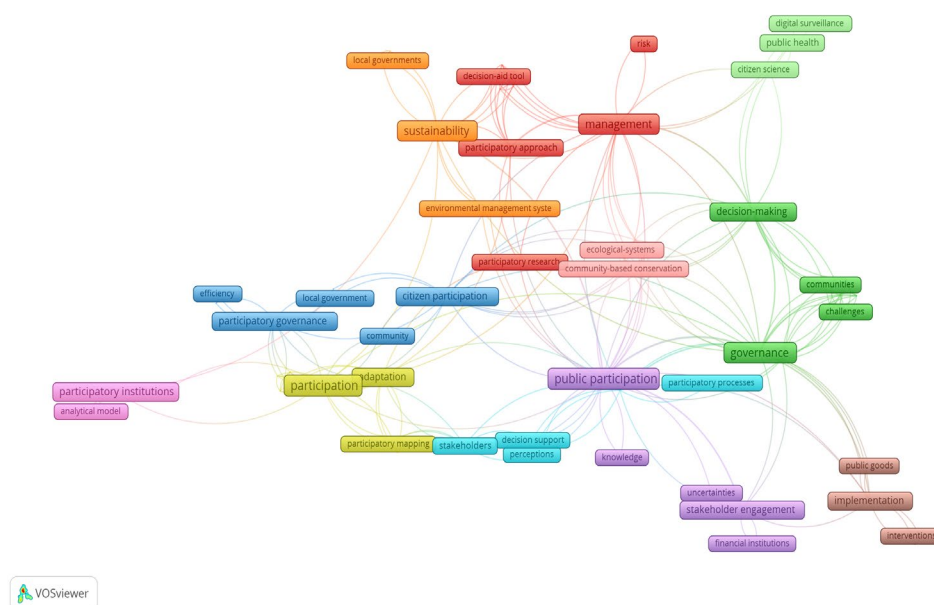 digital surveillance
public health
risk
local governments
citizen science
decision-aid tool
management
sustainability
participatory approach
environmental management syste
decision-making
ecological-systems
participatory research
community-based conservation
communities
efficiency
local government
citizen participation
challenges
participatory governance
community
governance
adaptation
public participation
participatory processes
participation
participatory institutions
analytical model
participatory mapping
stakeholders
decision support
perceptions
knowledge
public goods
uncertainties
implementation
stakeholder engagement
interventions
financial institutions
VOSviewer